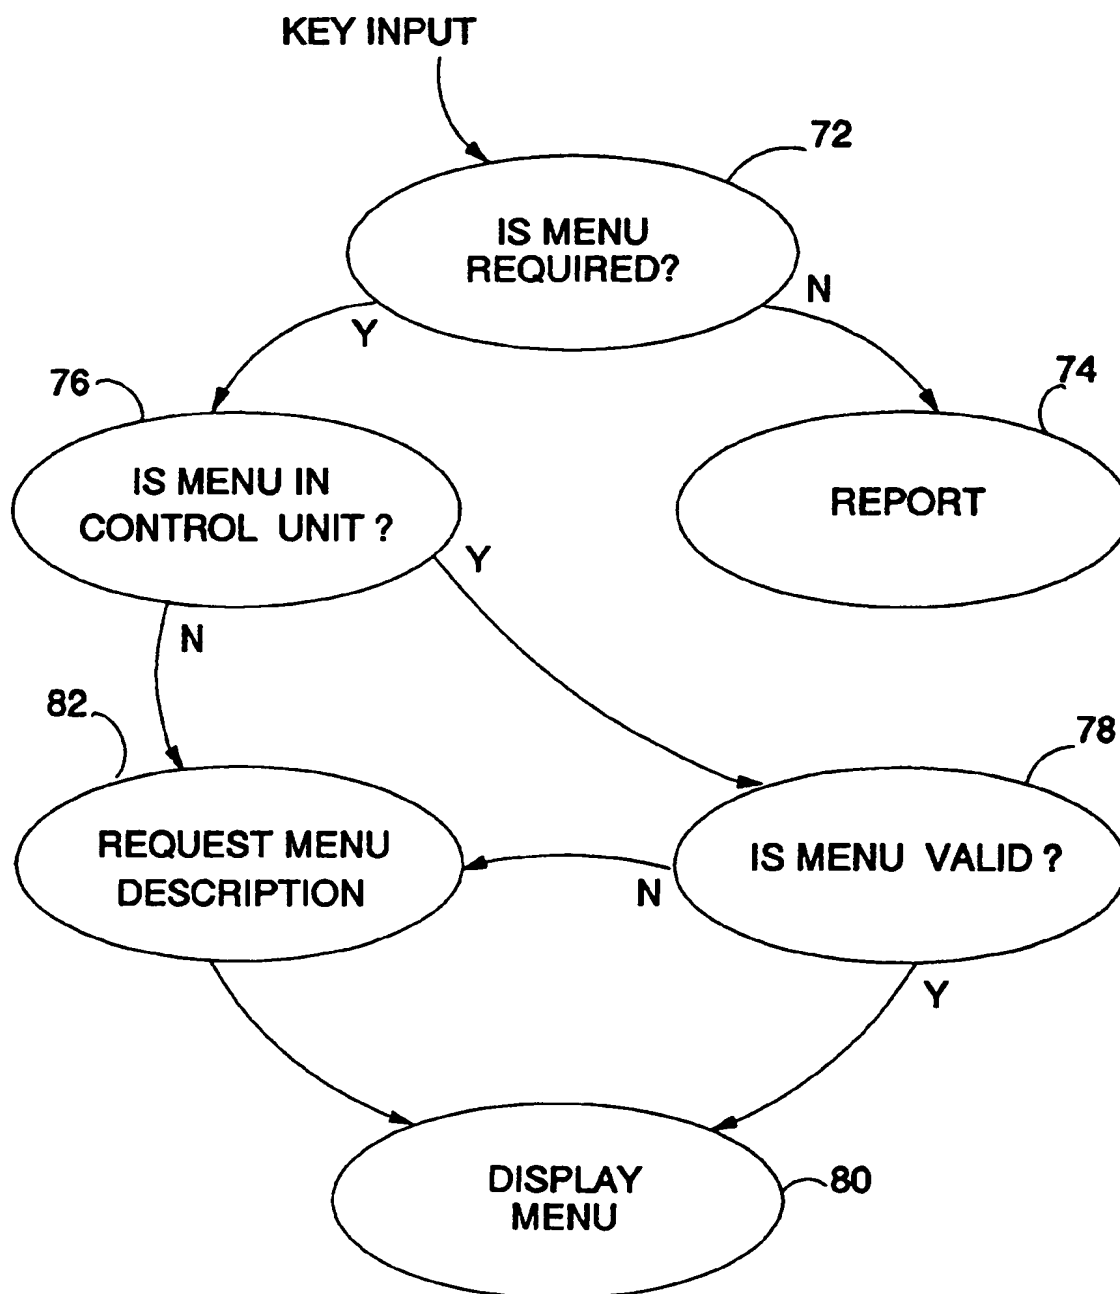 KEY INPUT
72
IS MENU
REQUIRED?
Y
N
76
74
IS MENU IN
CONTROL UNIT ?
REPORT
Y
N
82
78
REQUEST MENU
DESCRIPTION
IS MENU VALID ?
N
Y
DISPLAY
MENU
80